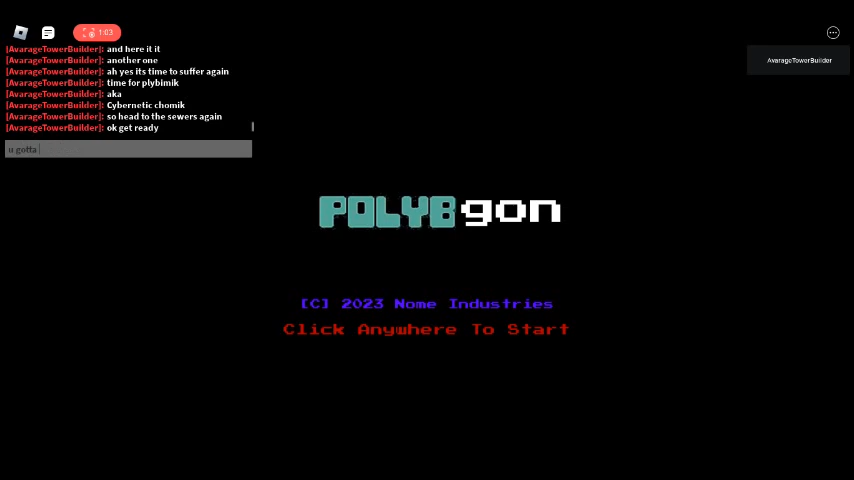 1:03
[AvarageTowerBuilder]: and here it it
[AvarageTowerBuilder]: another one
[AvarageTowerBuilder]: ah yes its time to suffer again
[AvarageTowerBuilder]: time for plybimik
[AvarageTowerBuilder]: aka
[AvarageTowerBuilder]: Cybernetic chomik
[AvarageTowerBuilder]: so head to the sewers again
[AvarageTowerBuilder]: ok get ready
u gotta
AvarageTowerBuilder
POLYBgon
[C] 2023 Nome Industries
Click Anywhere To Start